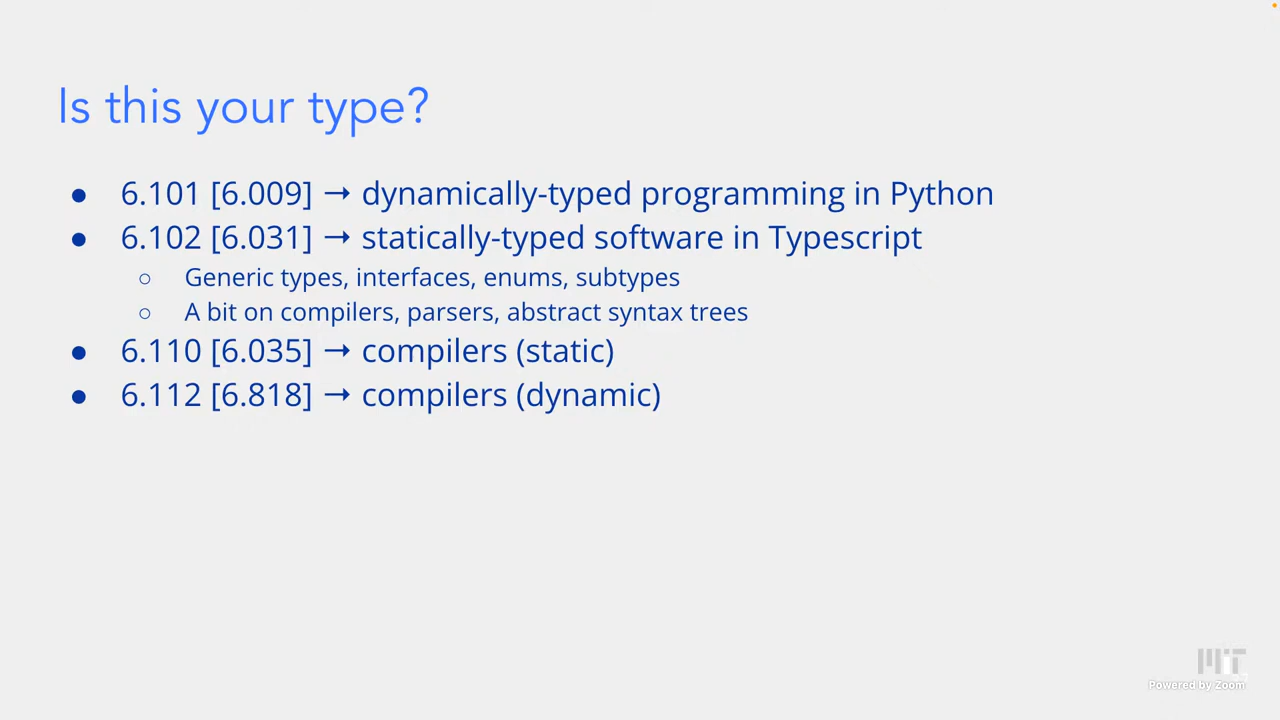 Is this your type?
● 6.101 [6.009] → dynamically-typed programming in Python
● 6.102 [6.031] → statically-typed software in Typescript
○ Generic types, interfaces, enums, subtypes
○ A bit on compilers, parsers, abstract syntax trees
● 6.110 [6.035] → compilers (static)
● 6.112 [6.818] → compilers (dynamic)
MIT
Powered by Zoom